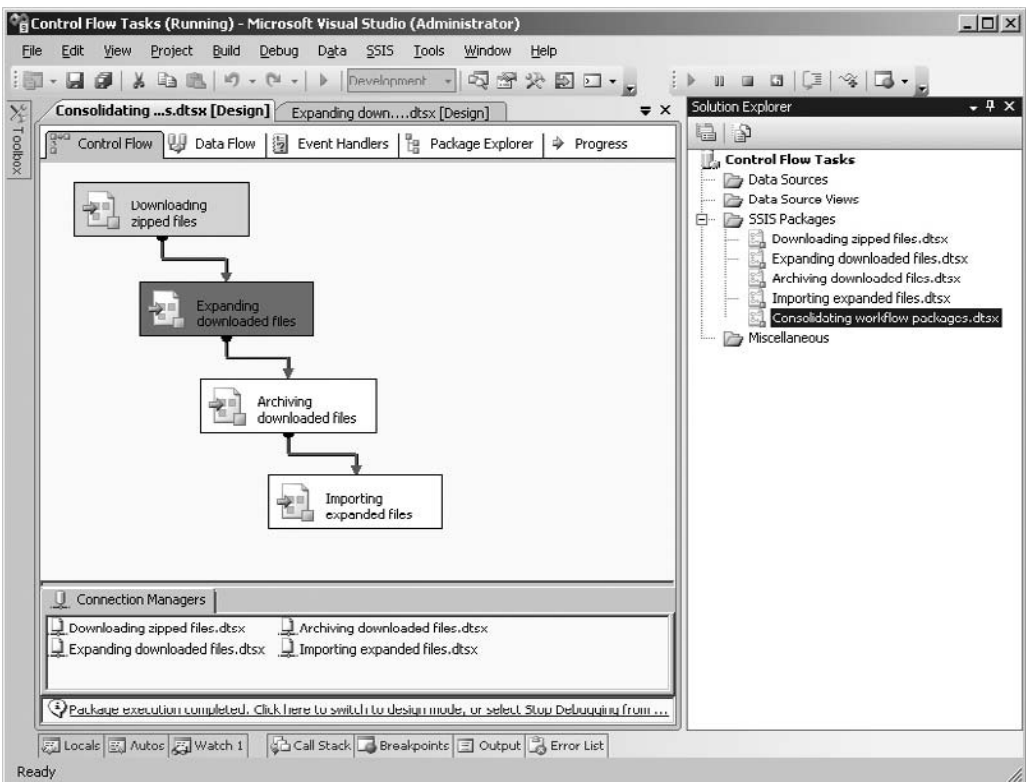 Control Flow Tasks (Running) - Microsoft Visual Studio (Administrator)
File Edit View Project Build Debug Data SSIS Tools Window Help
Development
Toolbox
Consolidating ...s.dtsx [Design] Expanding down....dtsx [Design]
Control Flow Data Flow Event Handlers Package Explorer Progress
Downloading
zipped files
Expanding
downloaded files
Archiving
downloaded files
Importing
expanded files
Connection Managers
Downloading zipped files.dtsx Archiving downloaded files.dtsx
Expanding downloaded files.dtsx Importing expanded files.dtsx
Package execution completed. Click here to switch to design mode, or select Stop Debugging from ...
Solution Explorer
Control Flow Tasks
Data Sources
Data Source Views
SSIS Packages
Downloading zipped files.dtsx
Expanding downloaded files.dtsx
Archiving downloaded files.dtsx
Importing expanded files.dtsx
Consolidating workflow packages.dtsx
Miscellaneous
Locals Autos Watch 1 Call Stack Breakpoints Output Error List
Ready